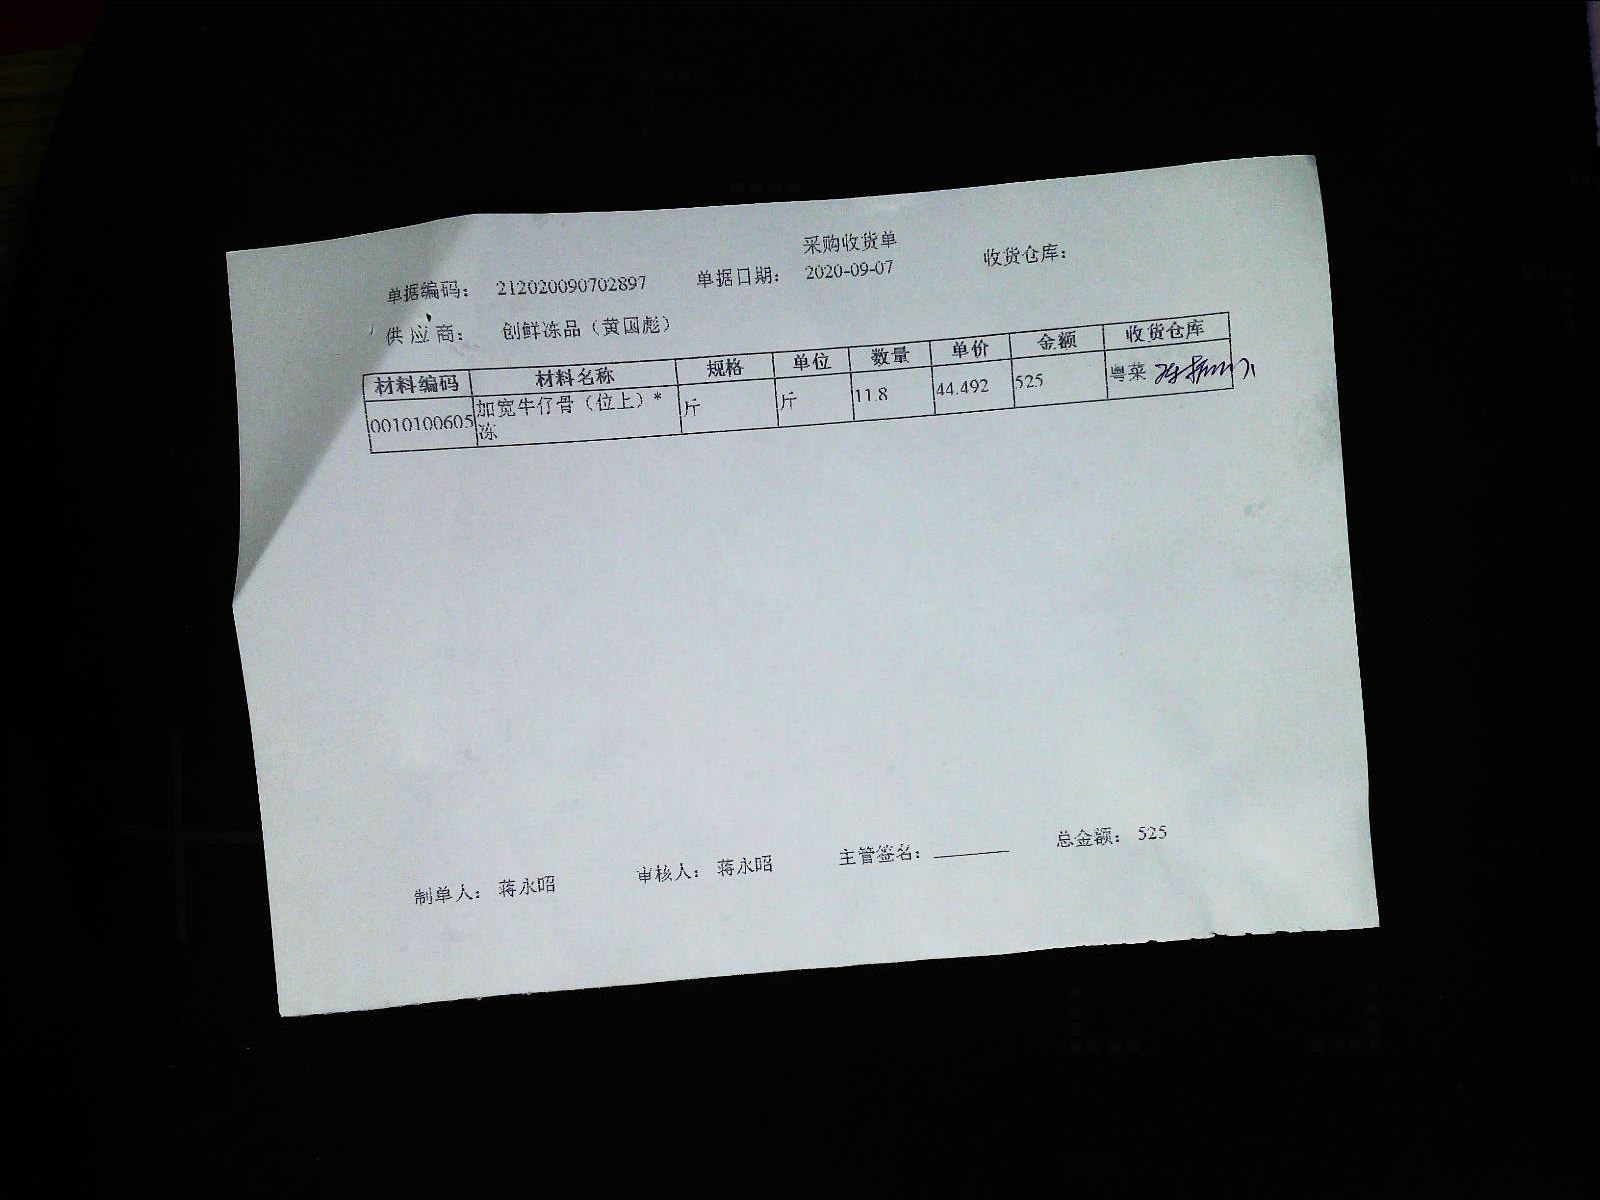 采购收货单
单据编码: 212020090702897 单据日期: 2020-09-07 收货仓库:
供应商: 创鲜冻品(黄国彪)
材料编码 材料名称 规格 单位 数量 单价 金额 收货仓库
0010100605 加宽牛仔骨(位上)*冻 斤 斤 11.8 44.492 525 粤菜
制单人: 蒋永昭 审核人: 蒋永昭 主管签名: 总金额: 525